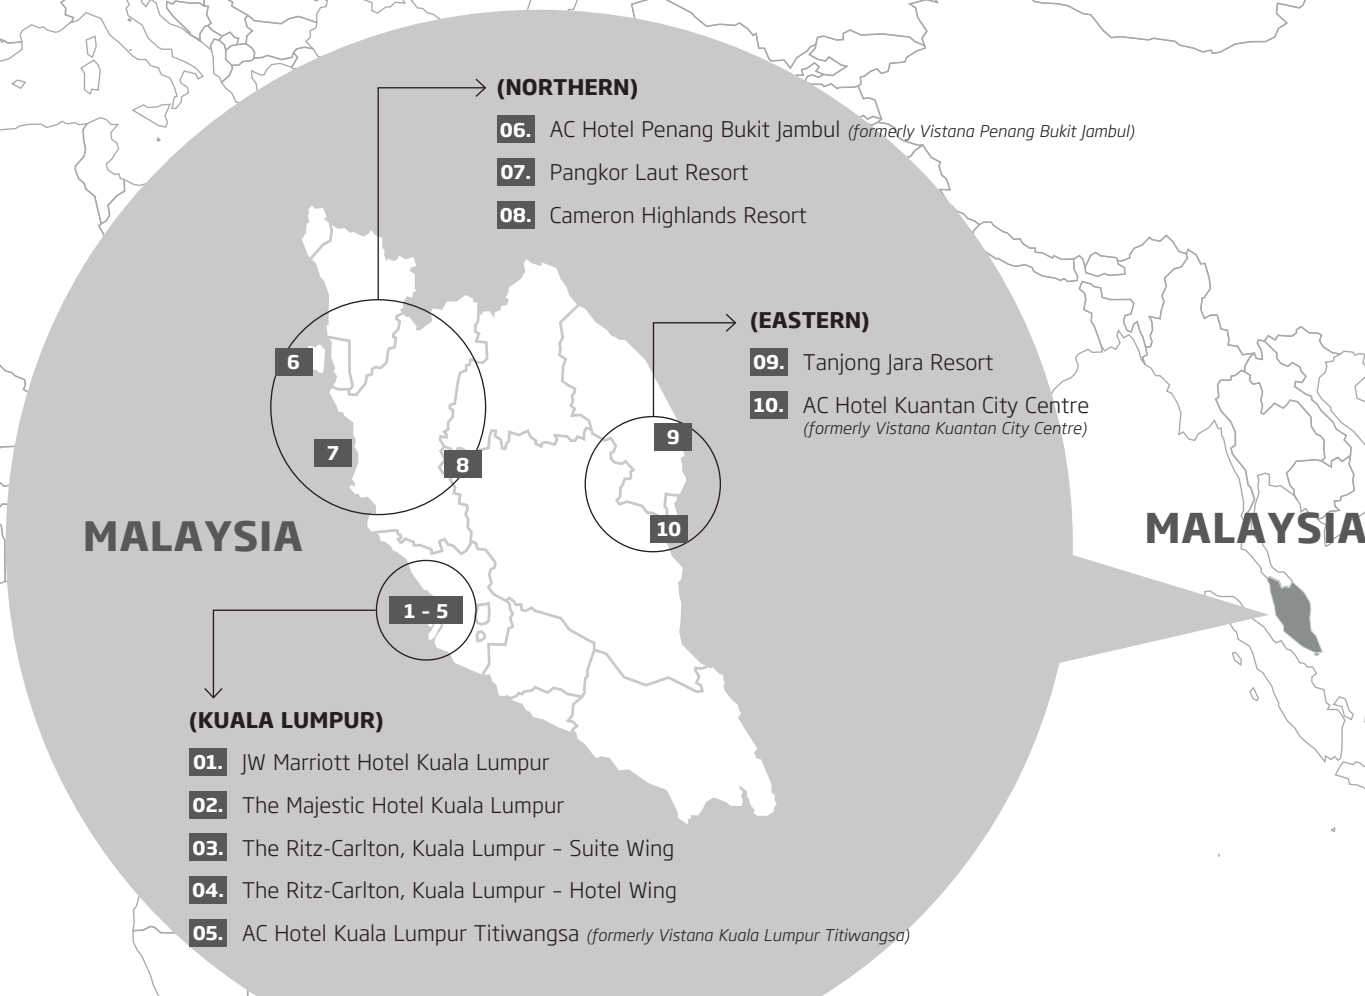 (NORTHERN)
06. AC Hotel Penang Bukit Jambul (formerly Vistana Penang Bukit Jambul)
07. Pangkor Laut Resort
08. Cameron Highlands Resort
(EASTERN)
09. Tanjong Jara Resort
10. AC Hotel Kuantan City Centre
(formerly Vistana Kuantan City Centre)
6
7
8
9
10
MALAYSIA
MALAYSIA
1 - 5
(KUALA LUMPUR)
01. JW Marriott Hotel Kuala Lumpur
02. The Majestic Hotel Kuala Lumpur
03. The Ritz-Carlton, Kuala Lumpur – Suite Wing
04. The Ritz-Carlton, Kuala Lumpur – Hotel Wing
05. AC Hotel Kuala Lumpur Titiwangsa (formerly Vistana Kuala Lumpur Titiwangsa)